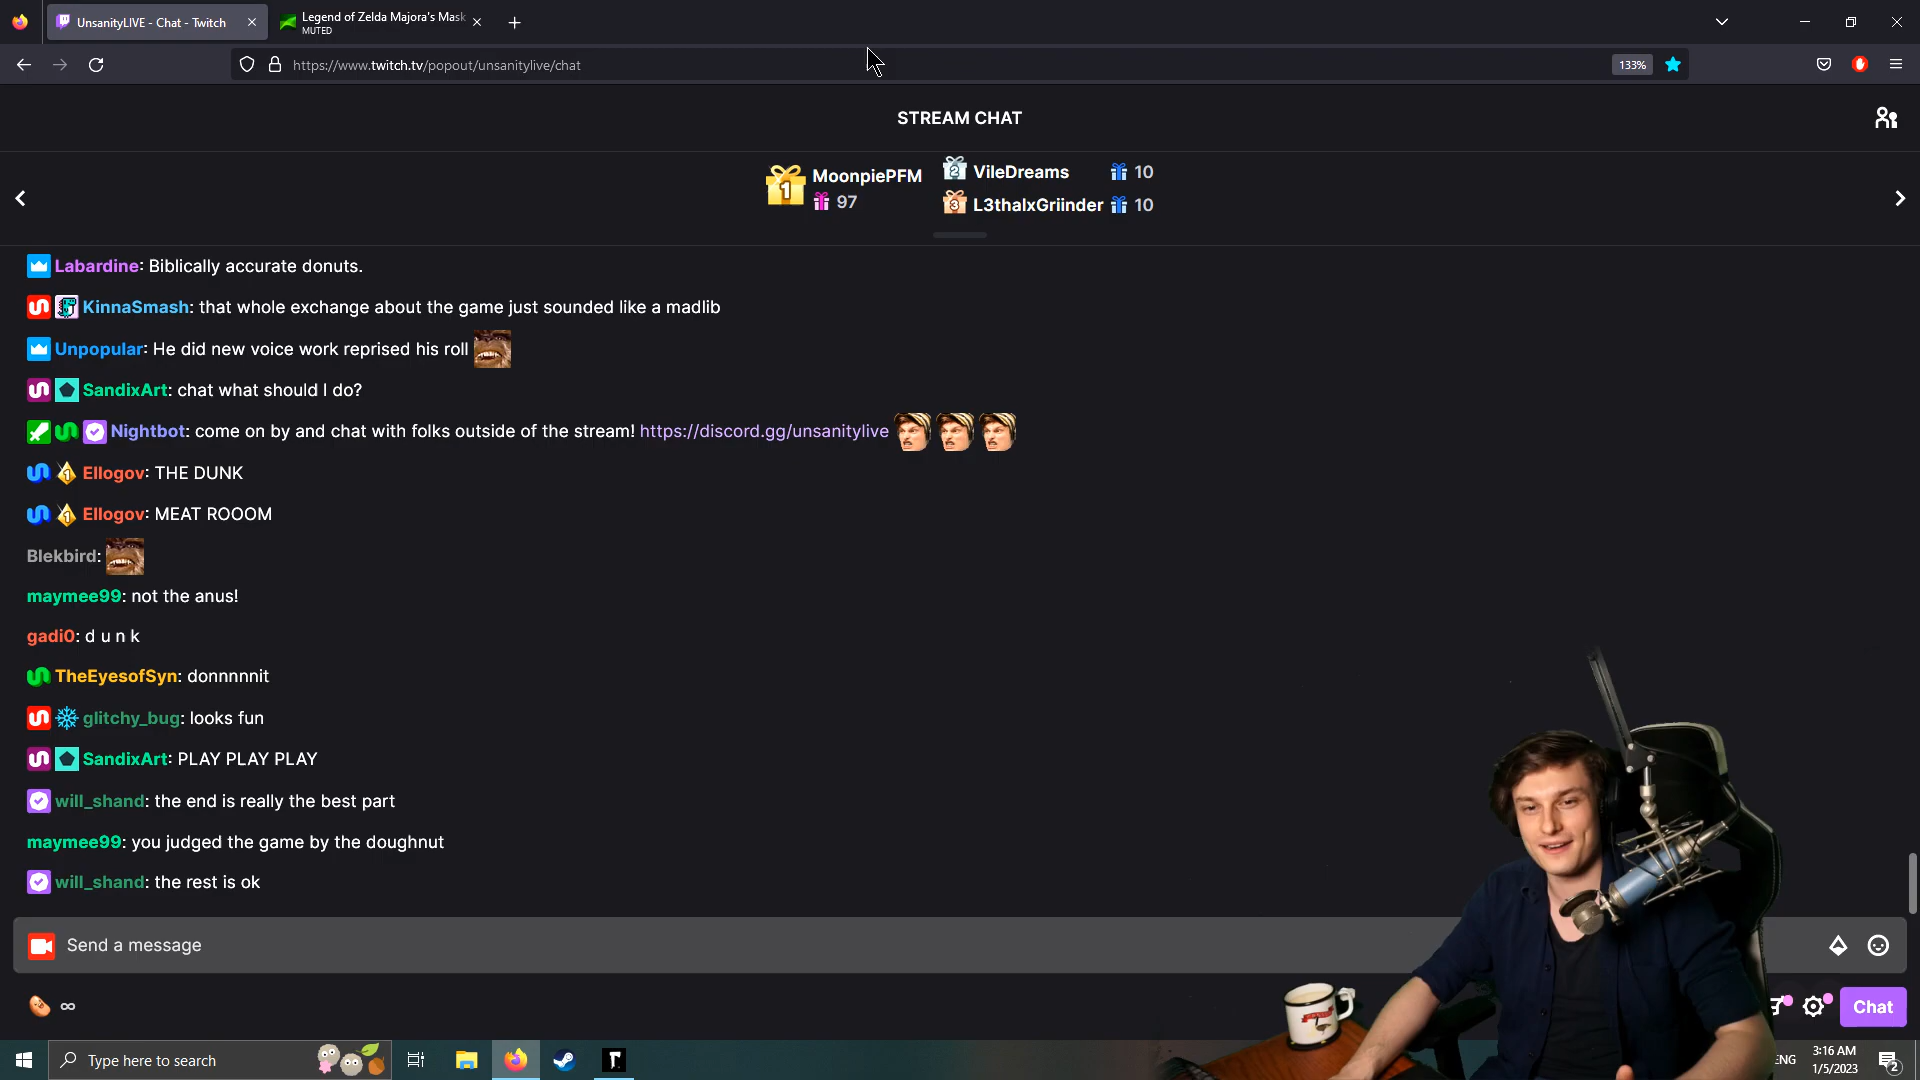 UnsanityLIVE - Chat - Twitch
Legend of Zelda Majora's Mask
MUTED
https://www.twitch.tv/popout/unsanitylive/chat
133%
STREAM CHAT
1 MoonpiePFM
97
2 VileDreams 10
3 L3thalxGriinder 10
Labardine: Biblically accurate donuts.
KinnaSmash: that whole exchange about the game just sounded like a madlib
Unpopular: He did new voice work reprised his roll
SandixArt: chat what should I do?
Nightbot: come on by and chat with folks outside of the stream! https://discord.gg/unsanitylive
1 Ellogov: THE DUNK
1 Ellogov: MEAT ROOOM
Blekbird:
maymee99: not the anus!
gadi0: d u n k
TheEyesofSyn: donnnnnit
glitchy_bug: looks fun
SandixArt: PLAY PLAY PLAY
will_shand: the end is really the best part
maymee99: you judged the game by the doughnut
will_shand: the rest is ok
Send a message
∞
Chat
Type here to search
ENG
3:16 AM
1/5/2023
2